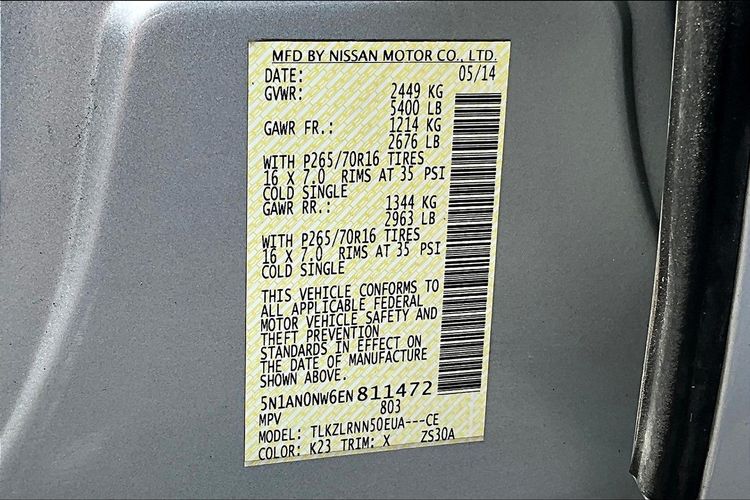 MFD BY NISSAN MOTOR CO., LTD.
DATE: 05/14
GVWR: 2449 KG
5400 LB
GAWR FR.: 1214 KG
2676 LB
WITH P265/70R16 TIRES
16 X 7.0 RIMS AT 35 PSI
COLD SINGLE
GAWR RR.: 1344 KG
2963 LB
WITH P265/70R16 TIRES
16 X 7.0 RIMS AT 35 PSI
COLD SINGLE
THIS VEHICLE CONFORMS TO
ALL APPLICABLE FEDERAL
MOTOR VEHICLE SAFETY AND
THEFT PREVENTION
STANDARDS IN EFFECT ON
THE DATE OF MANUFACTURE
SHOWN ABOVE.
5N1AN0NW6EN811472
MPV 803
MODEL: TLKZLRNN50EUA---CE
COLOR: K23 TRIM: X ZS30A